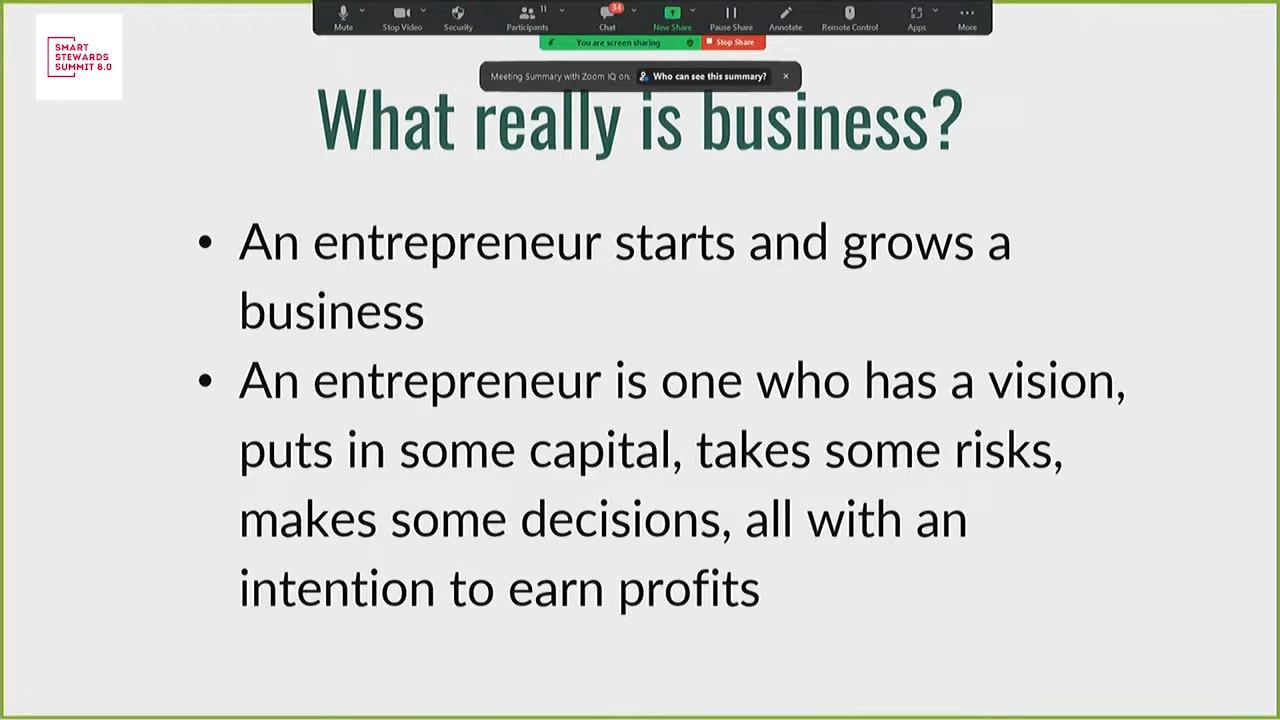 Mute
Stop Video
Security
Participants
11
Chat
34
New Share
Pause Share
Annotate
Remote Control
Apps
More
You are screen sharing
Stop Share
Meeting Summary with Zoom IQ on.
Who can see this summary?
SMART
STEWARDS
SUMMIT 8.0
What really is business?
• An entrepreneur starts and grows a
business
• An entrepreneur is one who has a vision,
puts in some capital, takes some risks,
makes some decisions, all with an
intention to earn profits